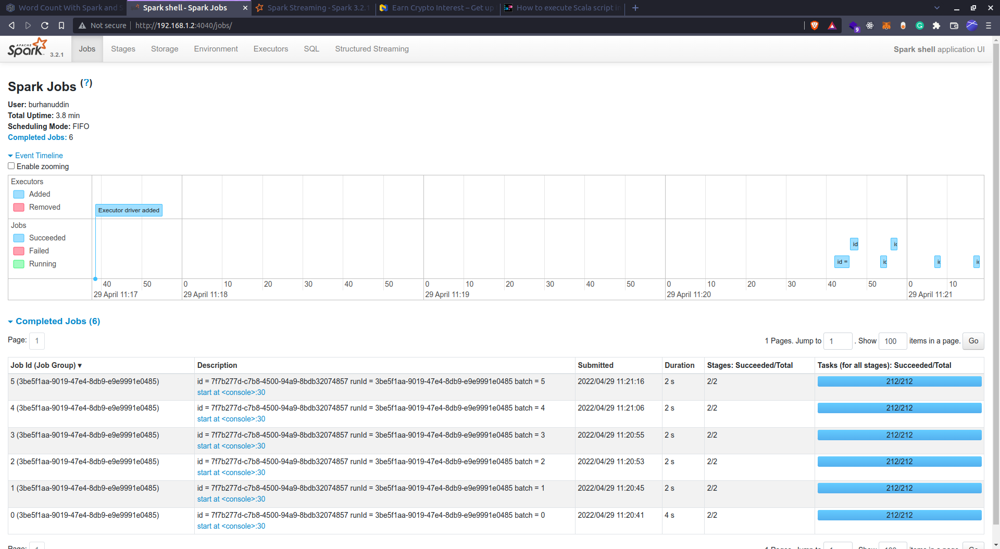 Word Count With Spark and S
Spark shell - Spark Jobs
Spark Streaming - Spark 3.2.1
Earn Crypto Interest – Get up
How to execute Scala script in
Not secure
http://192.168.1.2:4040/jobs/
9
APACHE
Spark 3.2.1
Jobs
Stages
Storage
Environment
Executors
SQL
Structured Streaming
Spark shell application UI
Spark Jobs (?)
User: burhanuddin
Total Uptime: 3.8 min
Scheduling Mode: FIFO
Completed Jobs: 6
Event Timeline
Enable zooming
Executors
Added
Removed
Executor driver added
Jobs
Succeeded
Failed
Running
id
id =
40 50 0 10 20 30 40 50 0 10 20 30 40 50 0 10 20 30 40 50 0 10
29 April 11:17 29 April 11:18 29 April 11:19 29 April 11:20 29 April 11:21
Completed Jobs (6)
Page: 1
1 Pages. Jump to 1 . Show 100 items in a page. Go
Job Id (Job Group) ▾ Description Submitted Duration Stages: Succeeded/Total Tasks (for all stages): Succeeded/Total
5 (3be5f1aa-9019-47e4-8db9-e9e9991e0485) id = 7f7b277d-c7b8-4500-94a9-8bdb32074857 runId = 3be5f1aa-9019-47e4-8db9-e9e9991e0485 batch = 5 2022/04/29 11:21:16 2 s 2/2 212/212
start at <console>:30
4 (3be5f1aa-9019-47e4-8db9-e9e9991e0485) id = 7f7b277d-c7b8-4500-94a9-8bdb32074857 runId = 3be5f1aa-9019-47e4-8db9-e9e9991e0485 batch = 4 2022/04/29 11:21:06 2 s 2/2 212/212
start at <console>:30
3 (3be5f1aa-9019-47e4-8db9-e9e9991e0485) id = 7f7b277d-c7b8-4500-94a9-8bdb32074857 runId = 3be5f1aa-9019-47e4-8db9-e9e9991e0485 batch = 3 2022/04/29 11:20:55 2 s 2/2 212/212
start at <console>:30
2 (3be5f1aa-9019-47e4-8db9-e9e9991e0485) id = 7f7b277d-c7b8-4500-94a9-8bdb32074857 runId = 3be5f1aa-9019-47e4-8db9-e9e9991e0485 batch = 2 2022/04/29 11:20:53 2 s 2/2 212/212
start at <console>:30
1 (3be5f1aa-9019-47e4-8db9-e9e9991e0485) id = 7f7b277d-c7b8-4500-94a9-8bdb32074857 runId = 3be5f1aa-9019-47e4-8db9-e9e9991e0485 batch = 1 2022/04/29 11:20:45 2 s 2/2 212/212
start at <console>:30
0 (3be5f1aa-9019-47e4-8db9-e9e9991e0485) id = 7f7b277d-c7b8-4500-94a9-8bdb32074857 runId = 3be5f1aa-9019-47e4-8db9-e9e9991e0485 batch = 0 2022/04/29 11:20:41 4 s 2/2 212/212
start at <console>:30
Page: 1
1 Pages. Jump to 1 . Show 100 items in a page. Go